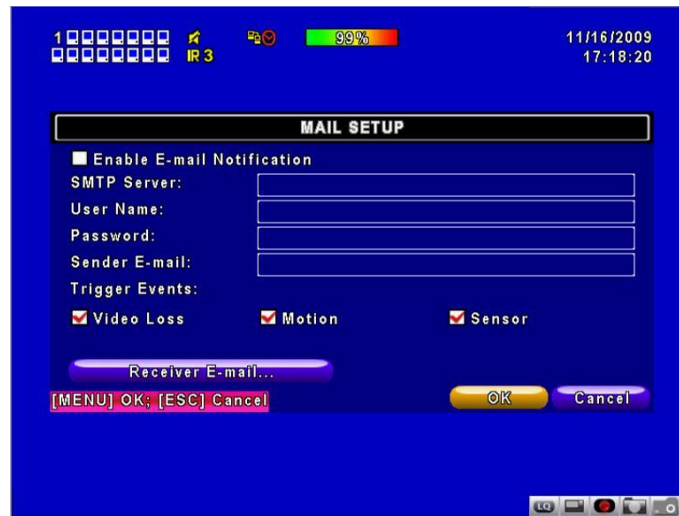 1 99% 11/16/2009
IR 3 17:18:20
MAIL SETUP
Enable E-mail Notification
SMTP Server:
User Name:
Password:
Sender E-mail:
Trigger Events:
Video Loss Motion Sensor
Receiver E-mail...
[MENU] OK; [ESC] Cancel OK Cancel
LQ